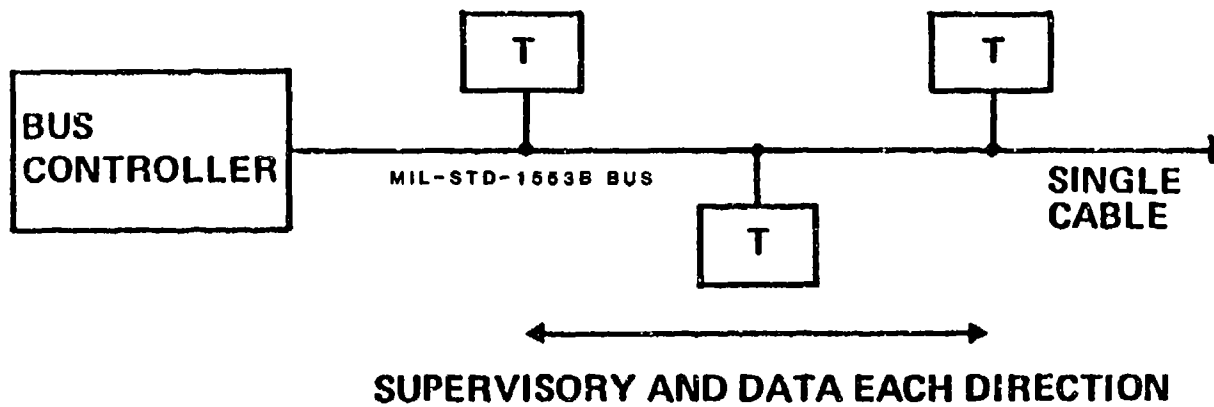 T
T
BUS
CONTROLLER
MIL-STD-1553B BUS
SINGLE
CABLE
T
SUPERVISORY AND DATA EACH DIRECTION